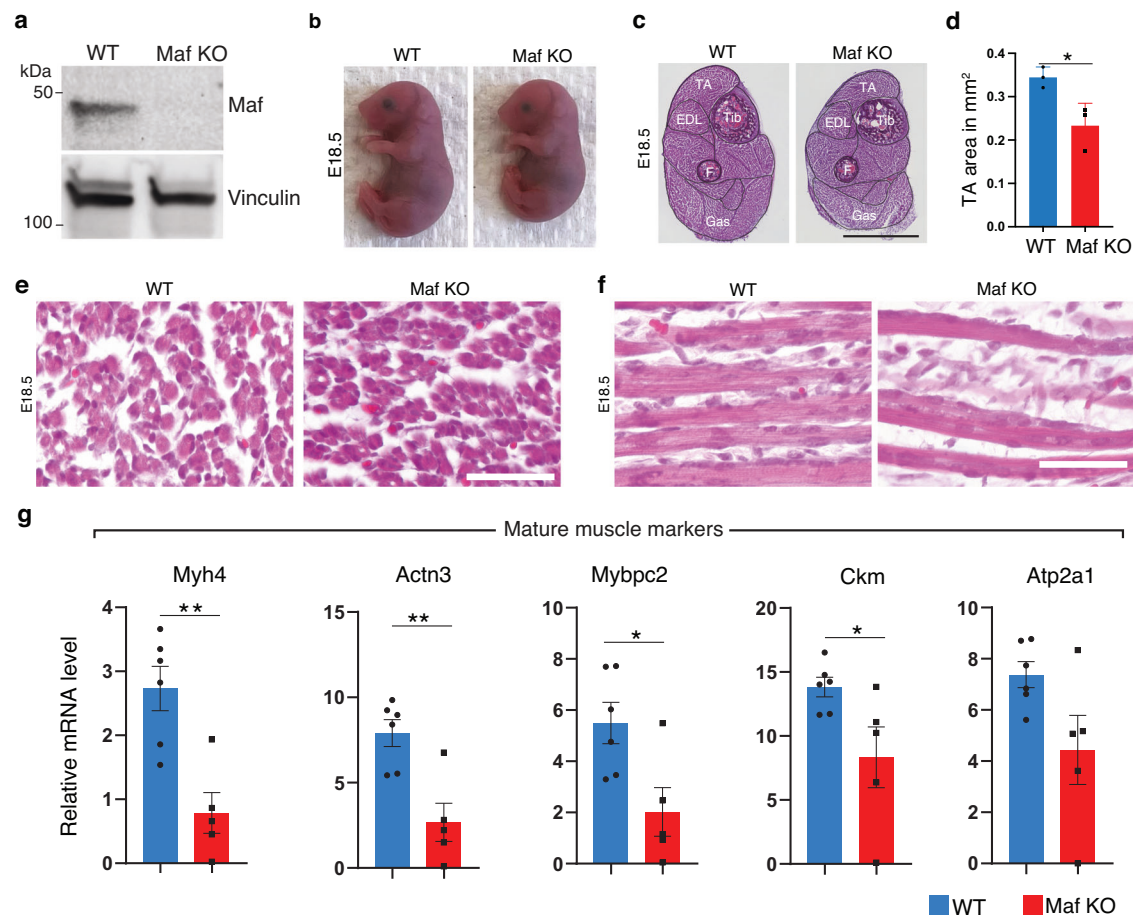 a
WT Maf KO
kDa
50
Maf
Vinculin
100
b
WT Maf KO
E18.5
c
WT Maf KO
E18.5
TA
EDL
Tib
F
Gas
TA
EDL
Tib
F
Gas
d
*
TA area in mm²
0.4
0.3
0.2
0.1
0.0
WT Maf KO
e
WT Maf KO
E18.5
f
WT Maf KO
E18.5
g
Mature muscle markers
Relative mRNA level
Myh4
**
4
3
2
1
0
Actn3
**
15
10
5
0
Mybpc2
*
10
8
6
4
2
0
Ckm
*
20
15
10
5
0
Atp2a1
10
8
6
4
2
0
WT Maf KO